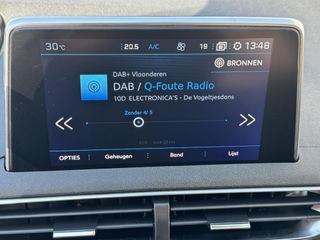 30°C 20.5 A/C 19 13:48
BRONNEN
DAB+ Vlaanderen
DAB / Q-Foute Radio
10D ELECTRONICA'S - De Vogeltjesdans
Zender 4/ 5
OPTIES Geheugen Band Lijst